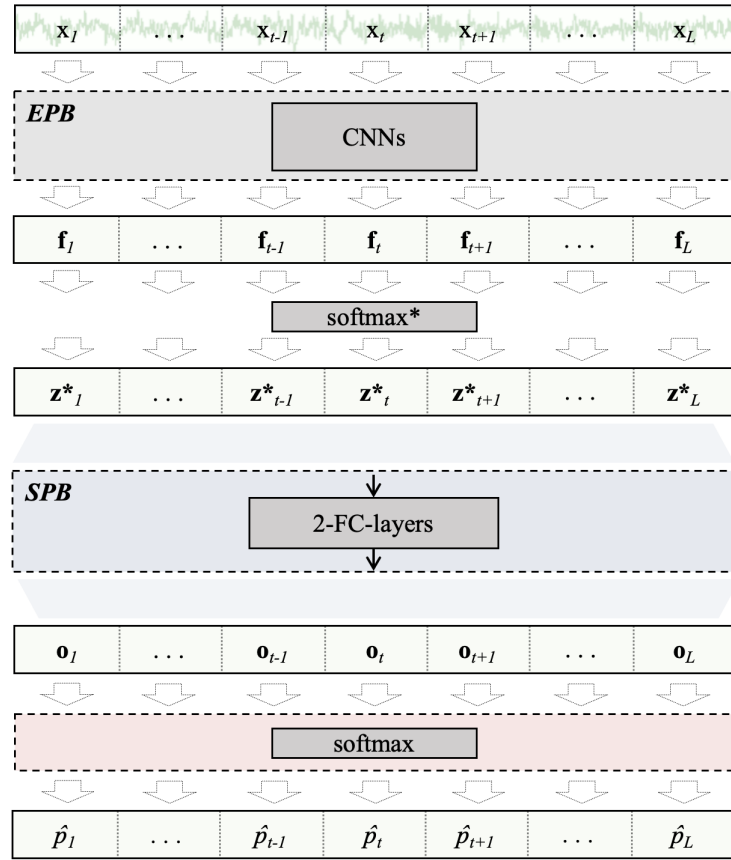 x1 . . . xt-1 xt xt+1 . . . xL
EPB
CNNs
f1 . . . ft-1 ft ft+1 . . . fL
softmax*
z*1 . . . z*t-1 z*t z*t+1 . . . z*L
SPB
2-FC-layers
o1 . . . ot-1 ot ot+1 . . . oL
softmax
p̂1 . . . p̂t-1 p̂t p̂t+1 . . . p̂L